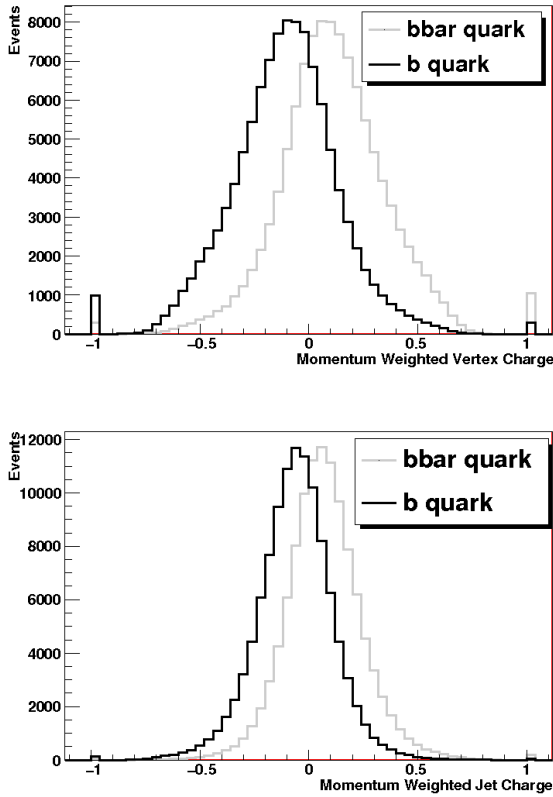 Events
8000
7000
6000
5000
4000
3000
2000
1000
0
bbar quark
b quark
−1 −0.5 0 0.5 1
Momentum Weighted Vertex Charge
Events
12000
10000
8000
6000
4000
2000
0
bbar quark
b quark
−1 −0.5 0 0.5 1
Momentum Weighted Jet Charge